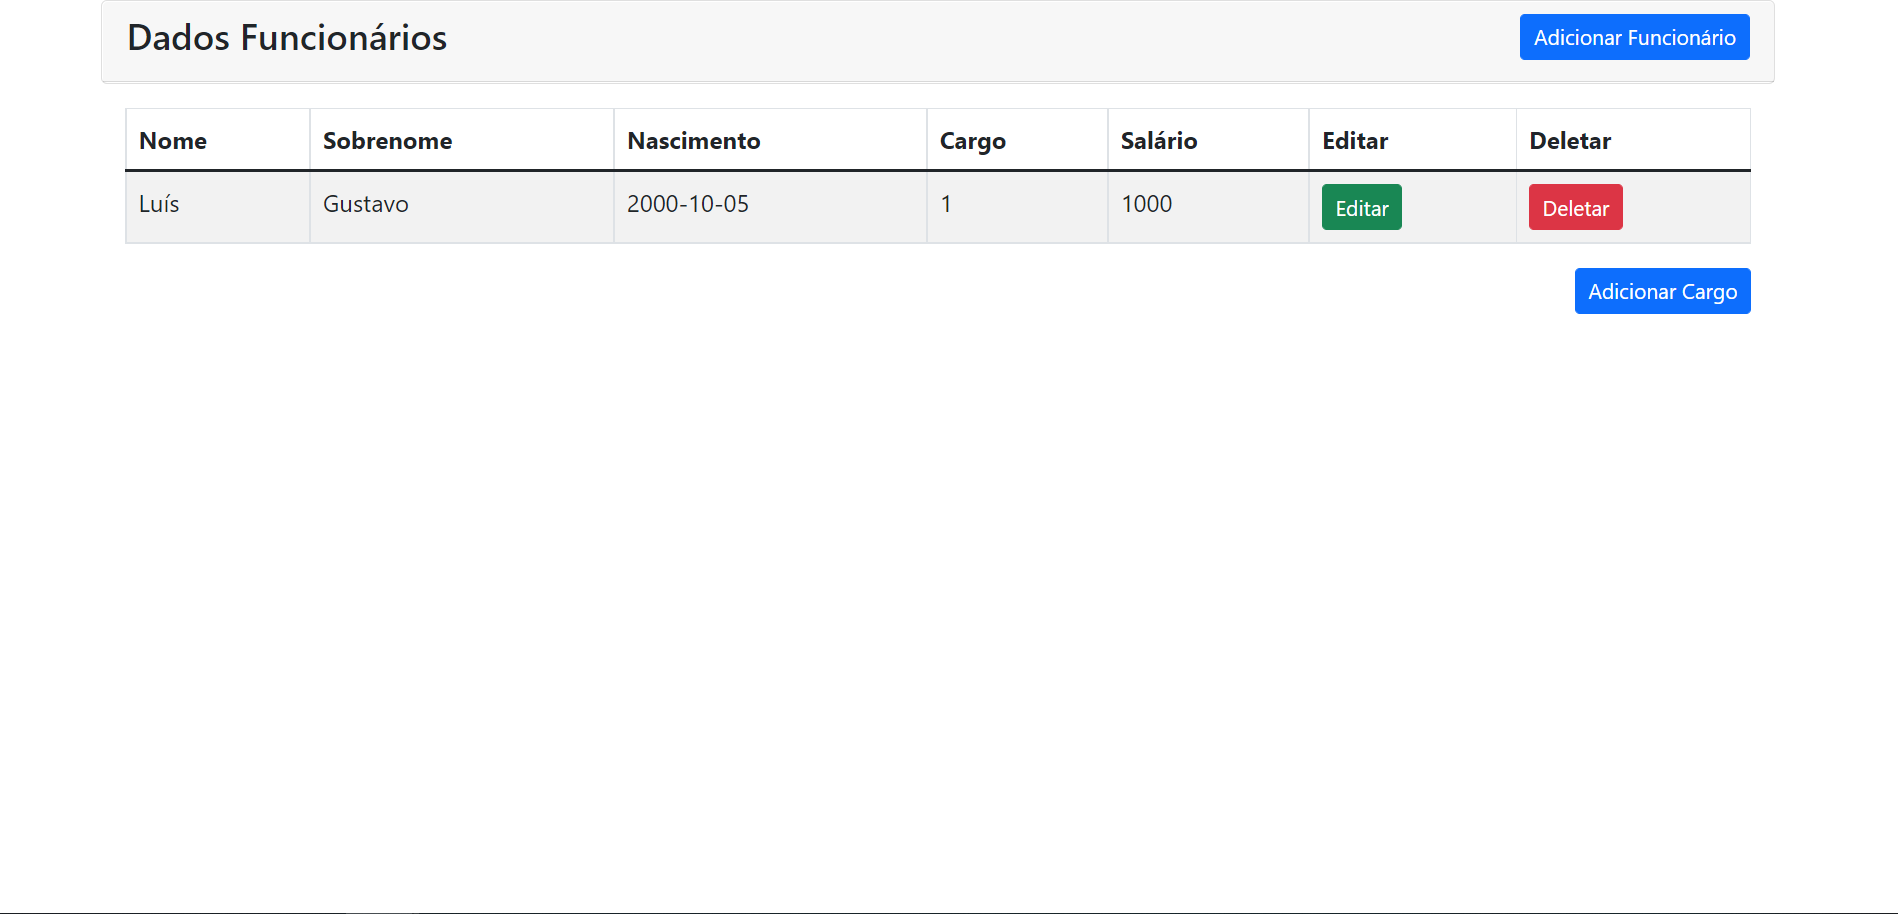 Dados Funcionários
Adicionar Funcionário
Nome Sobrenome Nascimento Cargo Salário Editar Deletar
Luís Gustavo 2000-10-05 1 1000 Editar Deletar
Adicionar Cargo